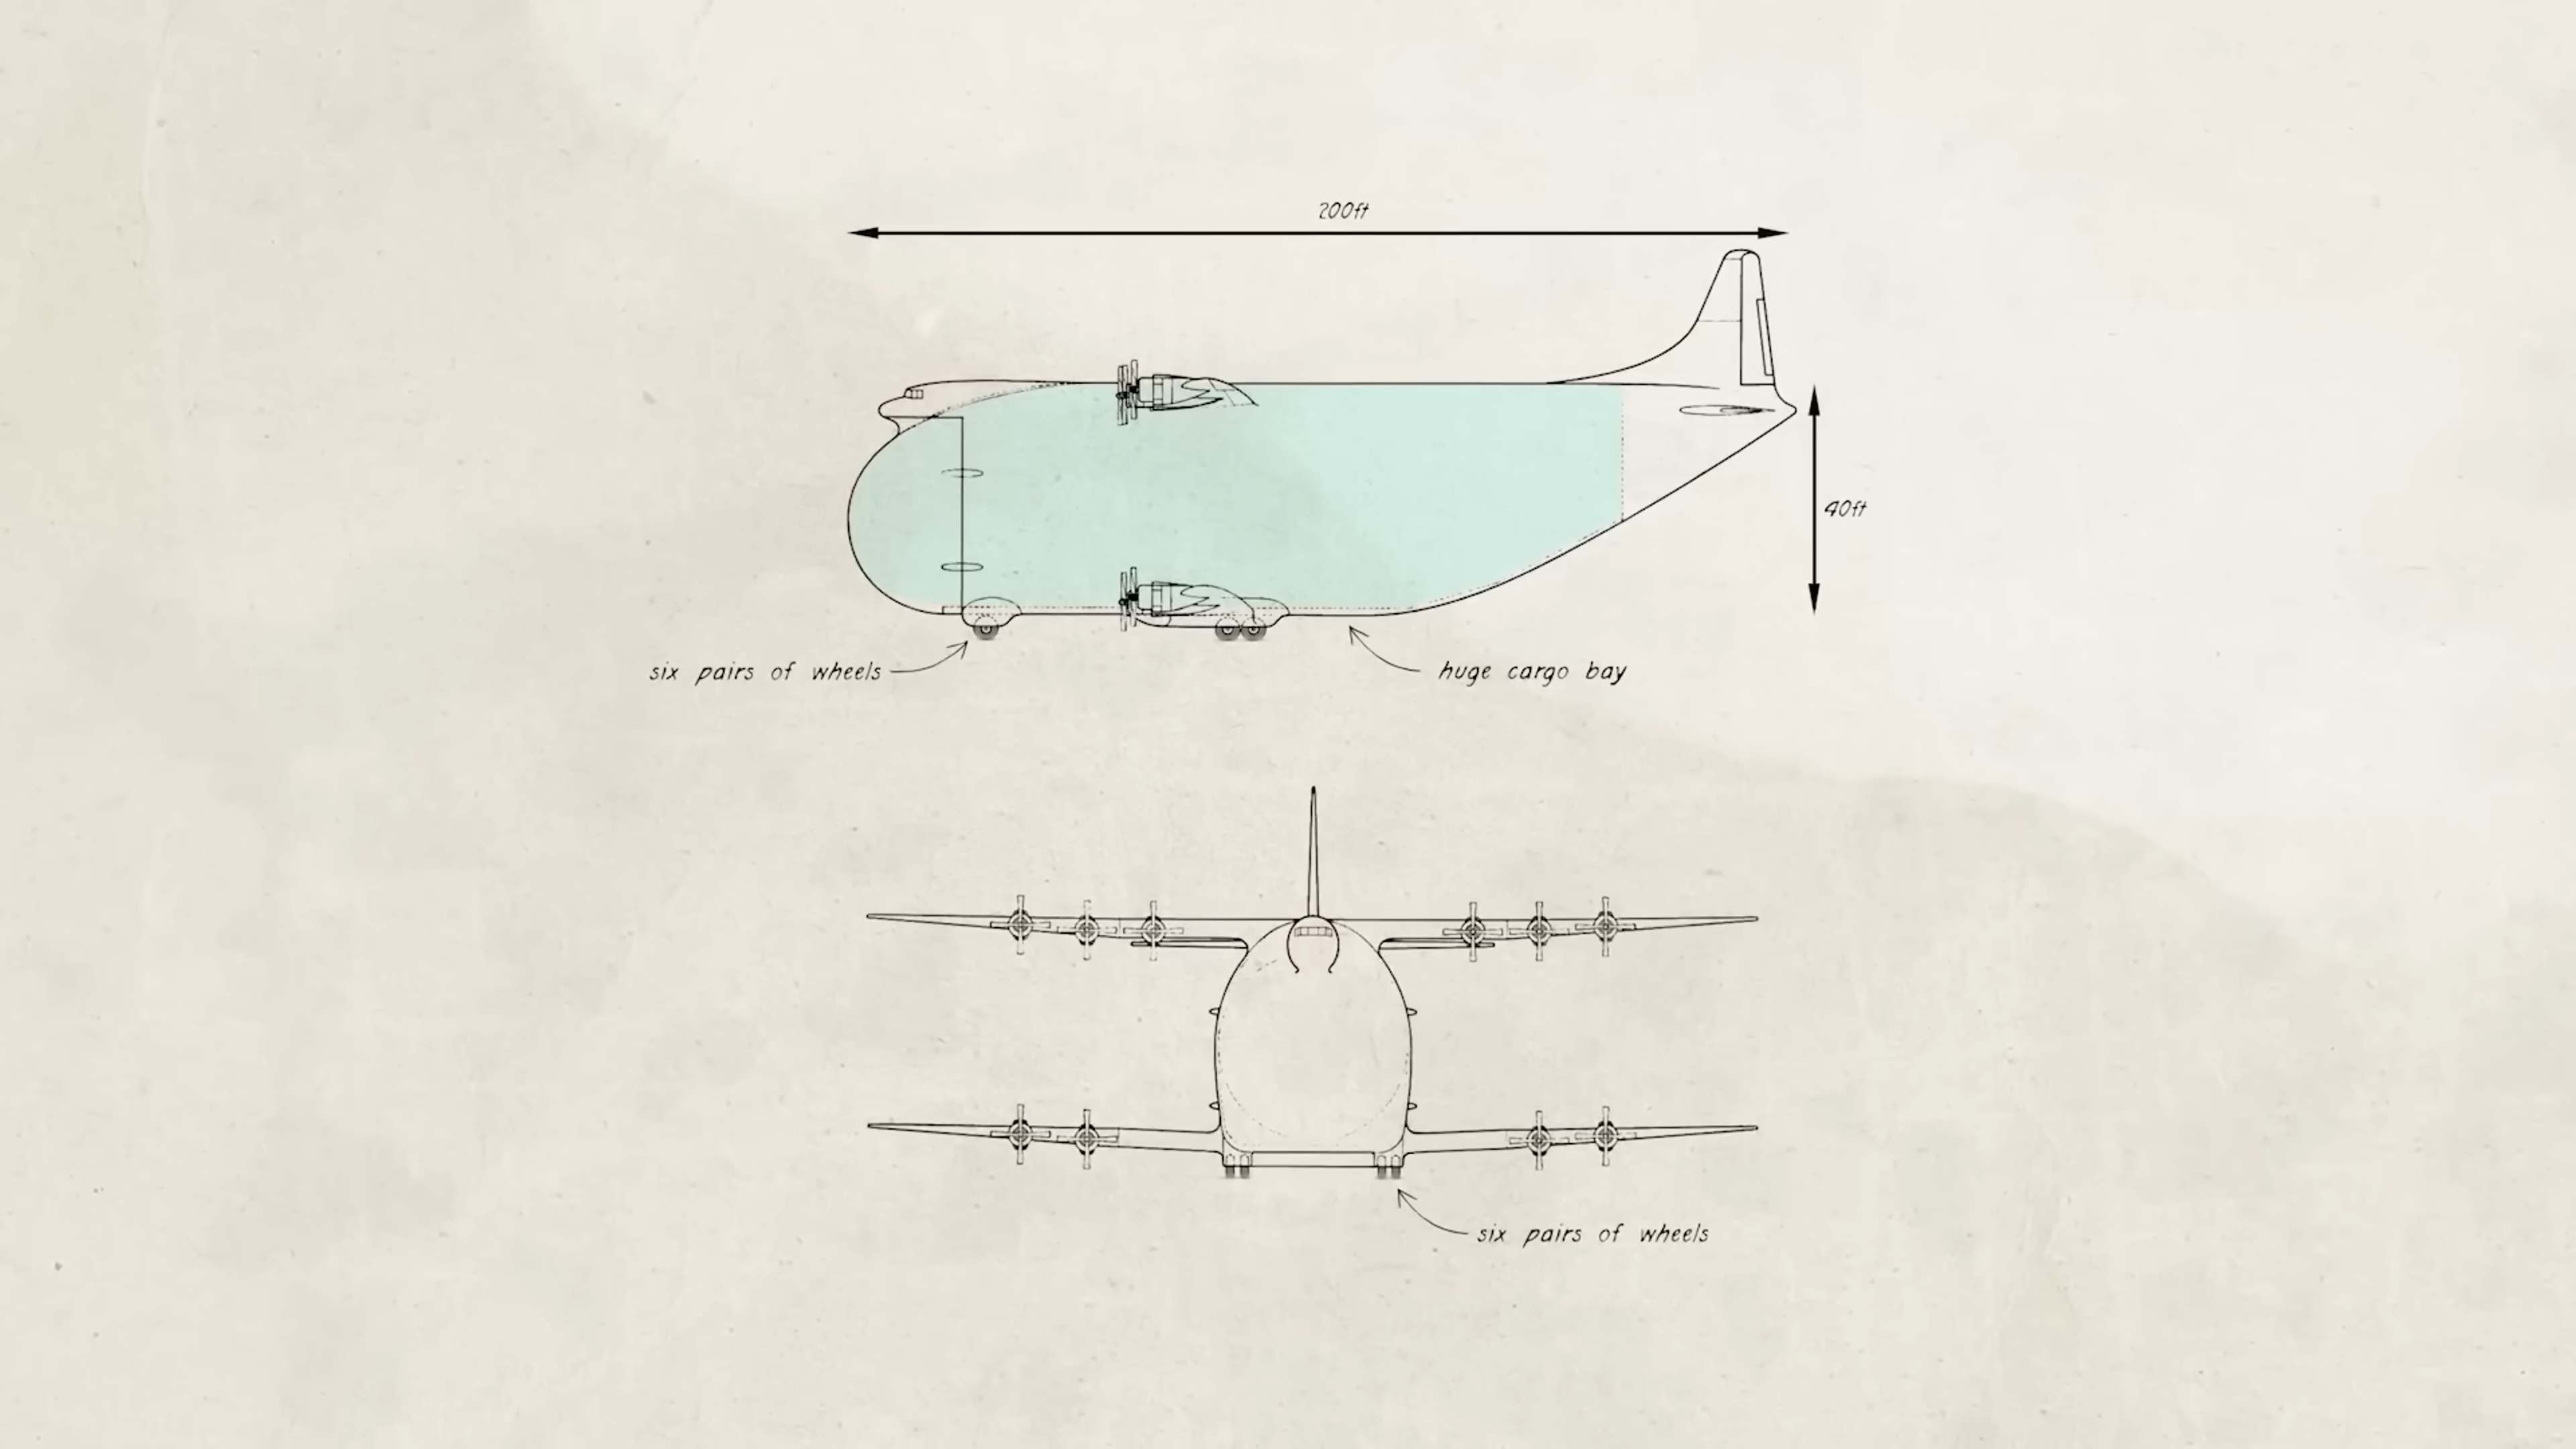 200ft
40ft
six pairs of wheels
huge cargo bay
six pairs of wheels